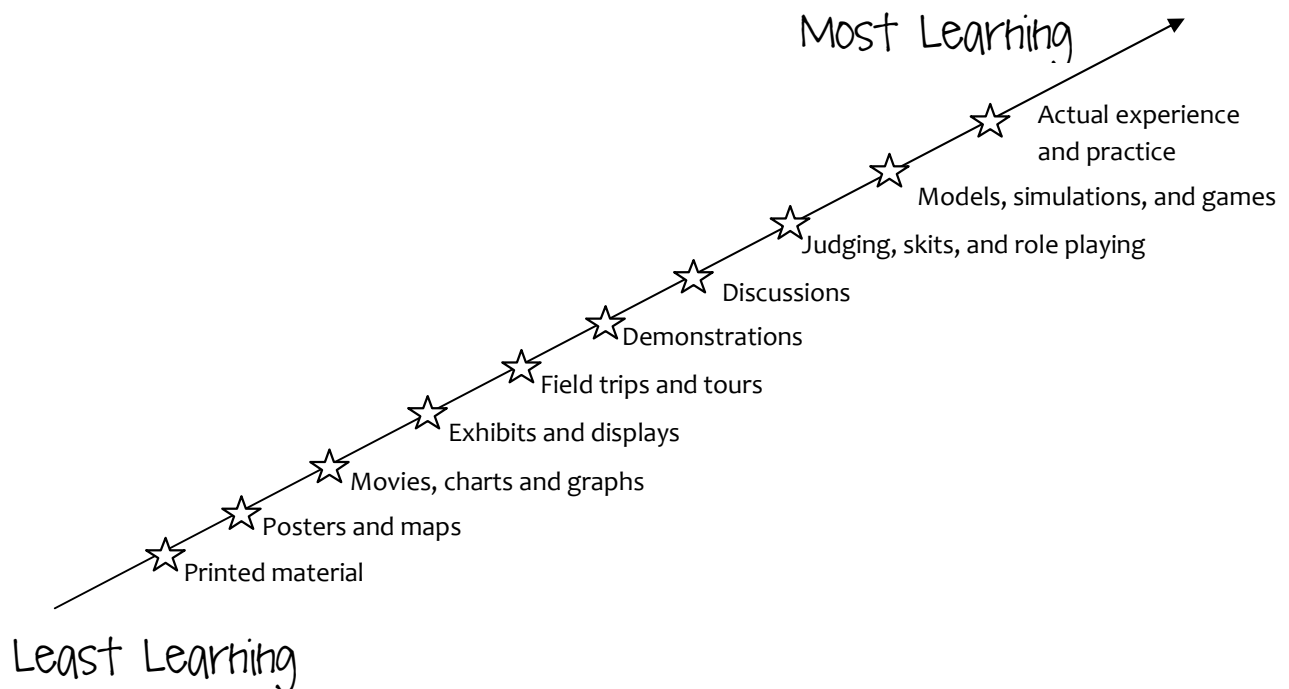 Most Learning
Actual experience
and practice
Models, simulations, and games
Judging, skits, and role playing
Discussions
Demonstrations
Field trips and tours
Exhibits and displays
Movies, charts and graphs
Posters and maps
Printed material
Least Learning